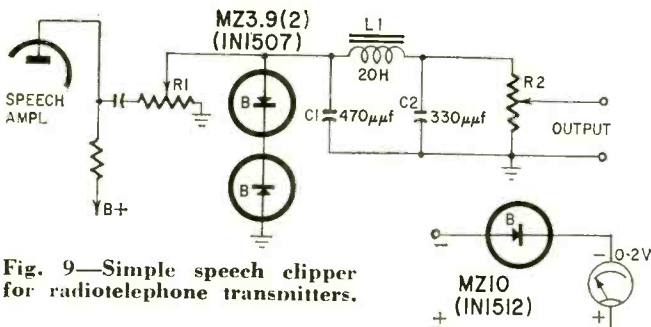 MZ3.9(2)
(IN1507)
L1
20H
SPEECH
AMPL
R1
B
C1
470μμf
C2
330μμf
R2
OUTPUT
B
B+
B
0-2V
−
−
MZ10
(IN1512)
+
+
Fig. 9—Simple speech clipper
for radiotelephone transmitters.